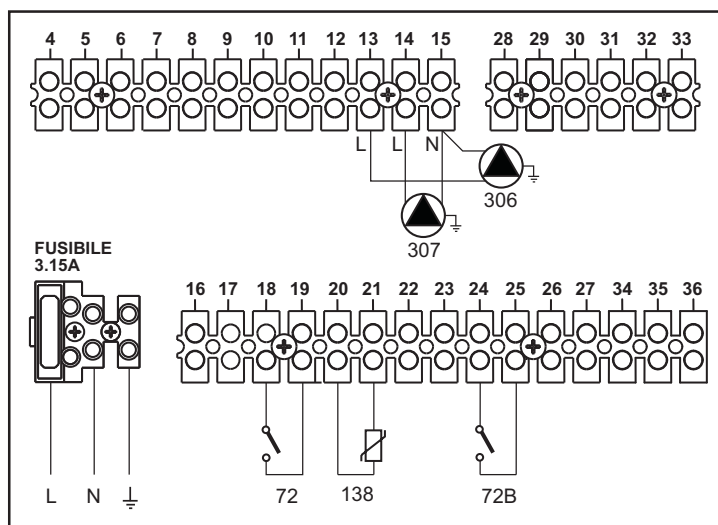 4 5 6 7 8 9 10 11 12 13 14 15 28 29 30 31 32 33
L L N
306
307
FUSIBILE
3.15A
16 17 18 19 20 21 22 23 24 25 26 27 34 35 36
L N
72 138 72B